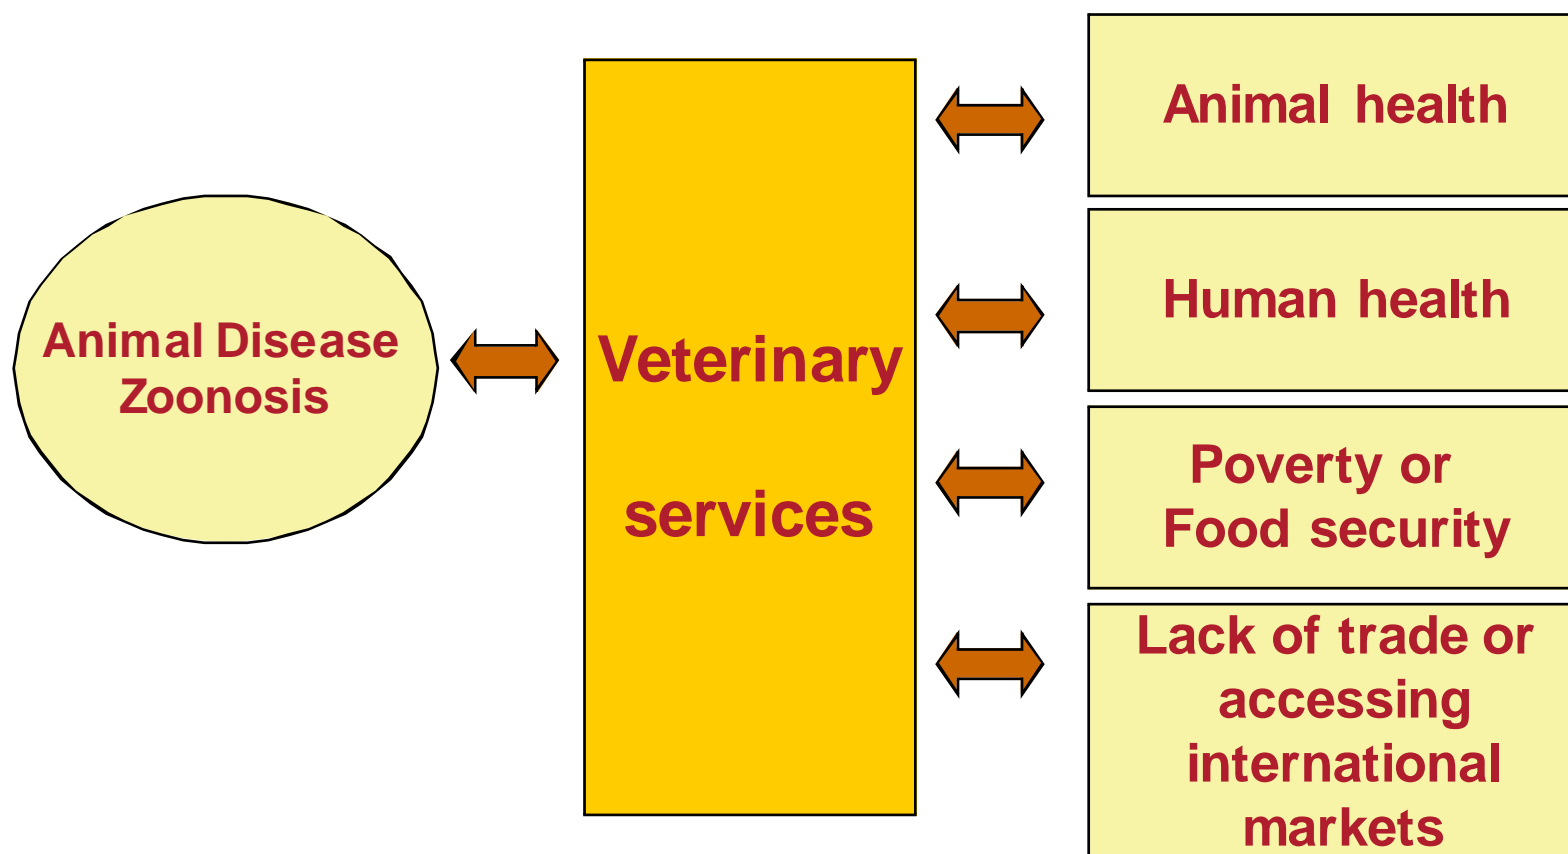 Animal Disease
Zoonosis
Veterinary
services
Animal health
Human health
Poverty or
Food security
Lack of trade or
accessing
international
markets